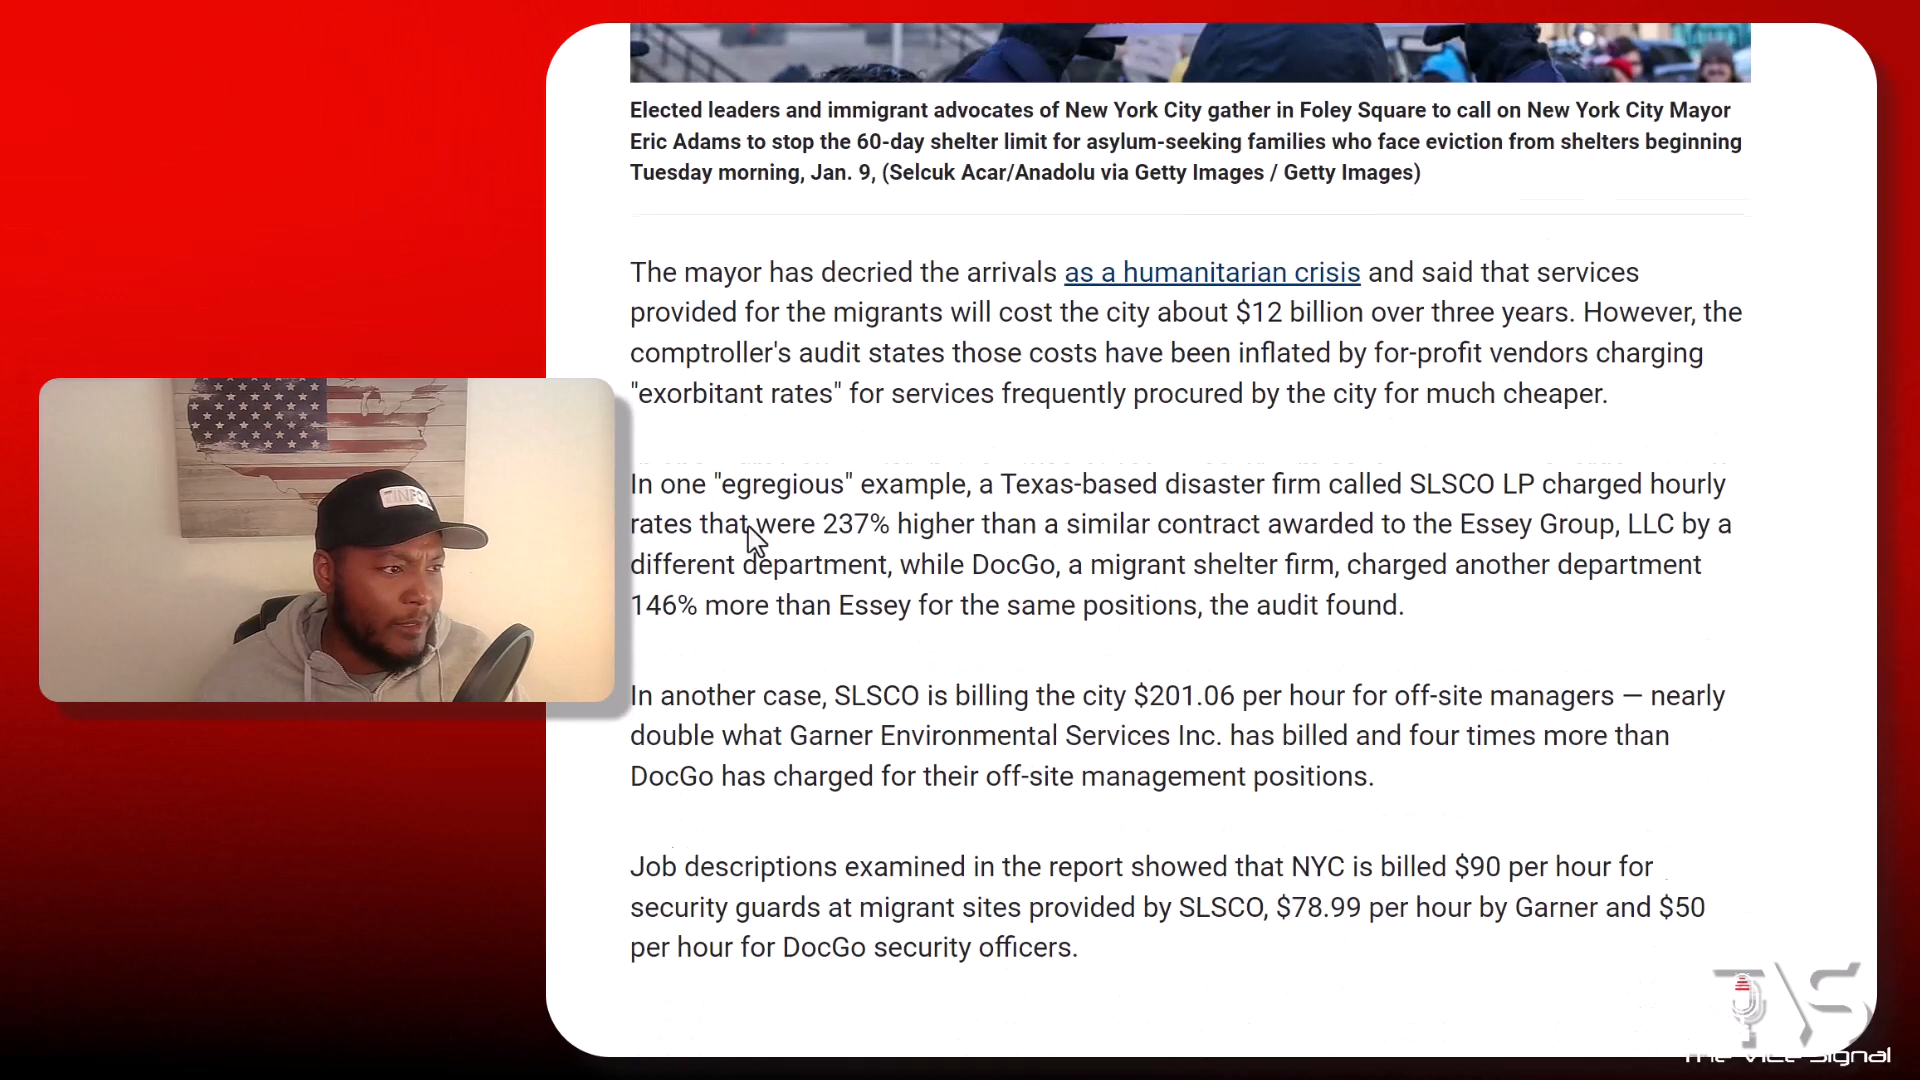 Elected leaders and immigrant advocates of New York City gather in Foley Square to call on New York City Mayor
Eric Adams to stop the 60-day shelter limit for asylum-seeking families who face eviction from shelters beginning
Tuesday morning, Jan. 9, (Selcuk Acar/Anadolu via Getty Images / Getty Images)
The mayor has decried the arrivals as a humanitarian crisis and said that services
provided for the migrants will cost the city about $12 billion over three years. However, the
comptroller's audit states those costs have been inflated by for-profit vendors charging
"exorbitant rates" for services frequently procured by the city for much cheaper.
In one "egregious" example, a Texas-based disaster firm called SLSCO LP charged hourly
rates that were 237% higher than a similar contract awarded to the Essey Group, LLC by a
different department, while DocGo, a migrant shelter firm, charged another department
146% more than Essey for the same positions, the audit found.
In another case, SLSCO is billing the city $201.06 per hour for off-site managers — nearly
double what Garner Environmental Services Inc. has billed and four times more than
DocGo has charged for their off-site management positions.
Job descriptions examined in the report showed that NYC is billed $90 per hour for
security guards at migrant sites provided by SLSCO, $78.99 per hour by Garner and $50
per hour for DocGo security officers.
The Vice Signal